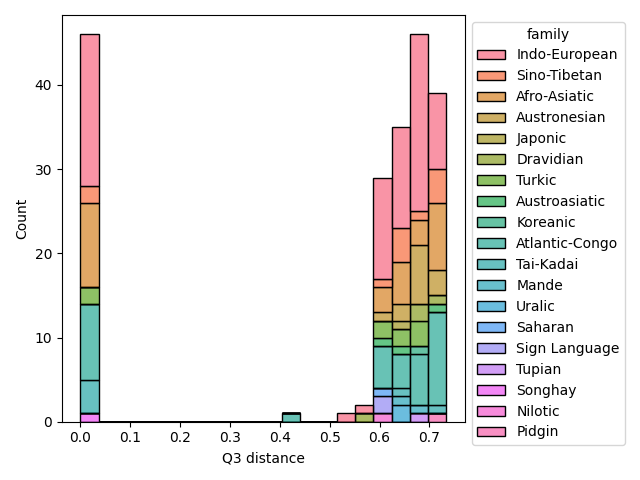 family
Indo-European
Sino-Tibetan
Afro-Asiatic
Austronesian
Japonic
Dravidian
Turkic
Austroasiatic
Koreanic
Atlantic-Congo
Tai-Kadai
Mande
Uralic
Saharan
Sign Language
Tupian
Songhay
Nilotic
Pidgin
Count
40
30
20
10
0
0.0 0.1 0.2 0.3 0.4 0.5 0.6 0.7
Q3 distance